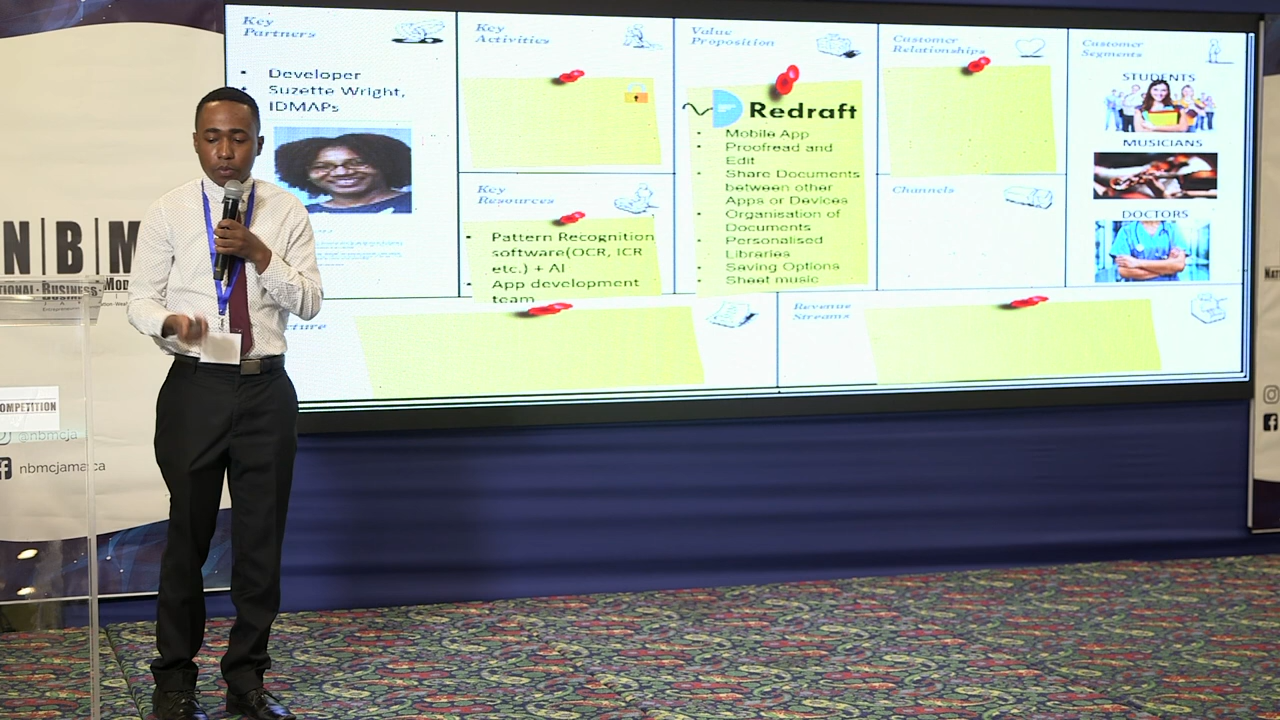 Key
Partners
• Developer
• Suzette Wright,
IDMAPs
Key
Activities
Key
Resources
• Pattern Recognition
software(OCR, ICR
etc.) + AI
• App development
team
Value
Proposition
Redraft
• Mobile App
• Proofread and
Edit
• Share Documents
between other
Apps or Devices
• Organisation of
Documents
• Personalised
Libraries
• Saving Options
• Sheet music
Customer
Relationships
Channels
Customer
Segments
STUDENTS
MUSICIANS
DOCTORS
Revenue
Streams
N|B|M
OMPETITION
@nbmcja
nbmcjamaica